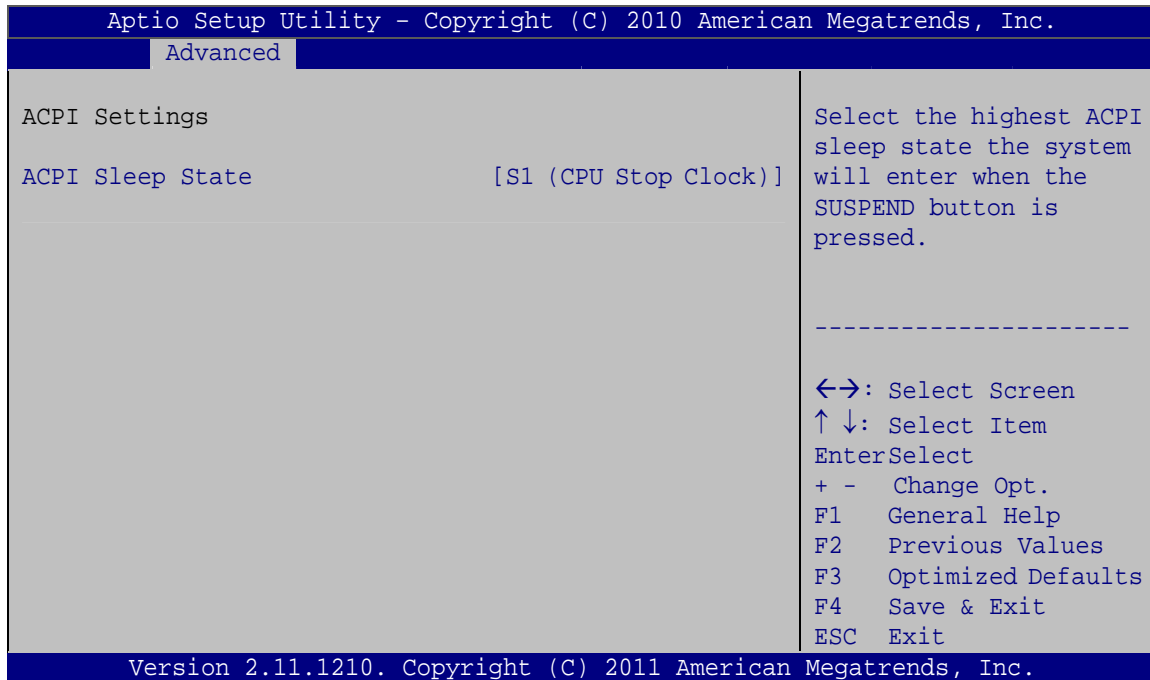 Aptio Setup Utility – Copyright (C) 2010 American Megatrends, Inc.
Advanced
ACPI Settings
ACPI Sleep State [S1 (CPU Stop Clock)]
Select the highest ACPI
sleep state the system
will enter when the
SUSPEND button is
pressed.
----------------------
←→: Select Screen
↑ ↓: Select Item
EnterSelect
+ - Change Opt.
F1 General Help
F2 Previous Values
F3 Optimized Defaults
F4 Save & Exit
ESC Exit
Version 2.11.1210. Copyright (C) 2011 American Megatrends, Inc.